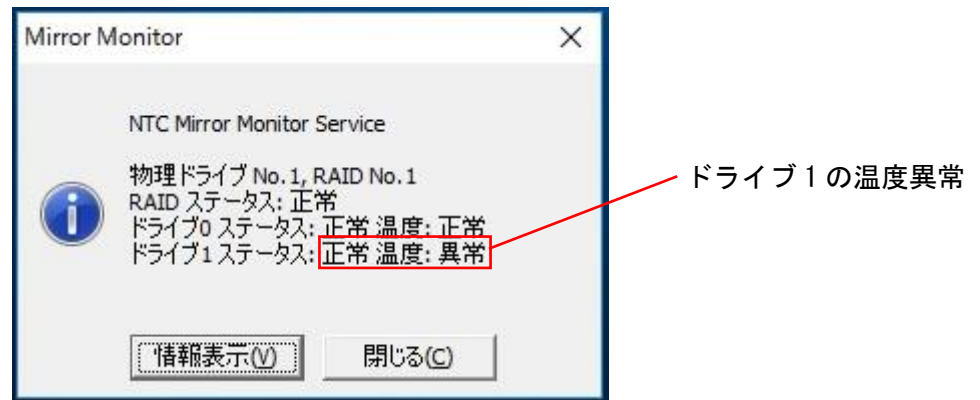 Mirror Monitor
NTC Mirror Monitor Service
物理ドライブ No.1, RAID No.1
RAID ステータス: 正常
ドライブ0 ステータス: 正常 温度: 正常
ドライブ1 ステータス: 正常 温度: 異常
ドライブ１の温度異常
情報表示(V)
閉じる(C)